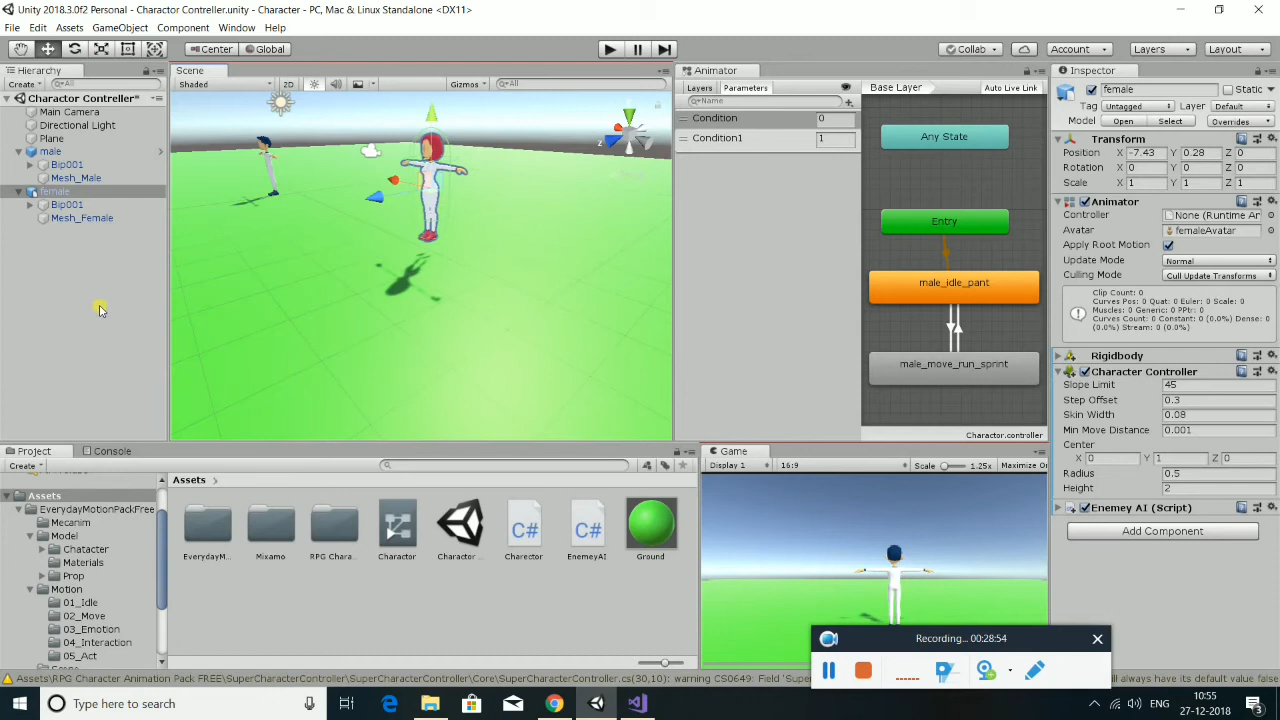 Unity 2018.3.0f2 Personal - Charactor Contreller.unity - Character - PC, Mac & Linux Standalone <DX11>
File Edit Assets GameObject Component Window Help
Center Global Collab Account Layers Layout
Hierarchy
Create All
Charactor Contreller*
Main Camera
Directional Light
Plane
male
Bip001
Mesh_Male
female
Bip001
Mesh_Female
Scene
Shaded 2D Gizmos All
z
Animator
Layers Parameters Base Layer Auto Live Link
Name
Condition 0
Condition1 1
Any State
Entry
male_idle_pant
male_move_run_sprint
Charactor.controller
Inspector
female Static
Tag Untagged Layer Default
Model Open Select Overrides
Transform
Position X -7.43 Y 0.28 Z 0
Rotation X 0 Y 0 Z 0
Scale X 1 Y 1 Z 1
Animator
Controller None (Runtime Ar
Avatar femaleAvatar
Apply Root Motion
Update Mode Normal
Culling Mode Cull Update Transforms
Clip Count: 0
Curves Pos: 0 Quat: 0 Euler: 0 Scale: 0
Muscles: 0 Generic: 0 PPtr: 0
Curves Count: 0 Constant: 0 (0.0%) Dense: 0
(0.0%) Stream: 0 (0.0%)
Rigidbody
Character Controller
Slope Limit 45
Step Offset 0.3
Skin Width 0.08
Min Move Distance 0.001
Center
X 0 Y 1 Z 0
Radius 0.5
Height 2
Enemy AI (Script)
Add Component
Project Console
Create
Assets
EverydayMotionPackFree
Mecanim
Model
Chatacter
Materials
Prop
Motion
01_Idle
02_Move
03_Emotion
04_Interaction
05_Act
Assets
EverydayM... Mixamo RPG Chara... Charactor Charactor ... Charector EnemyAI Ground
C# C#
Game
Display 1 16:9 Scale 1.25x Maximize On
Recording... 00:28:54
Assets/RPG Character Animation Pack FREE/SuperCharacterController/SuperCharacterController/Core/SuperCharacterController.cs(30,10): warning CS0649: Field 'Super
will always have its default value
Type here to search
ENG
10:55
27-12-2018
3